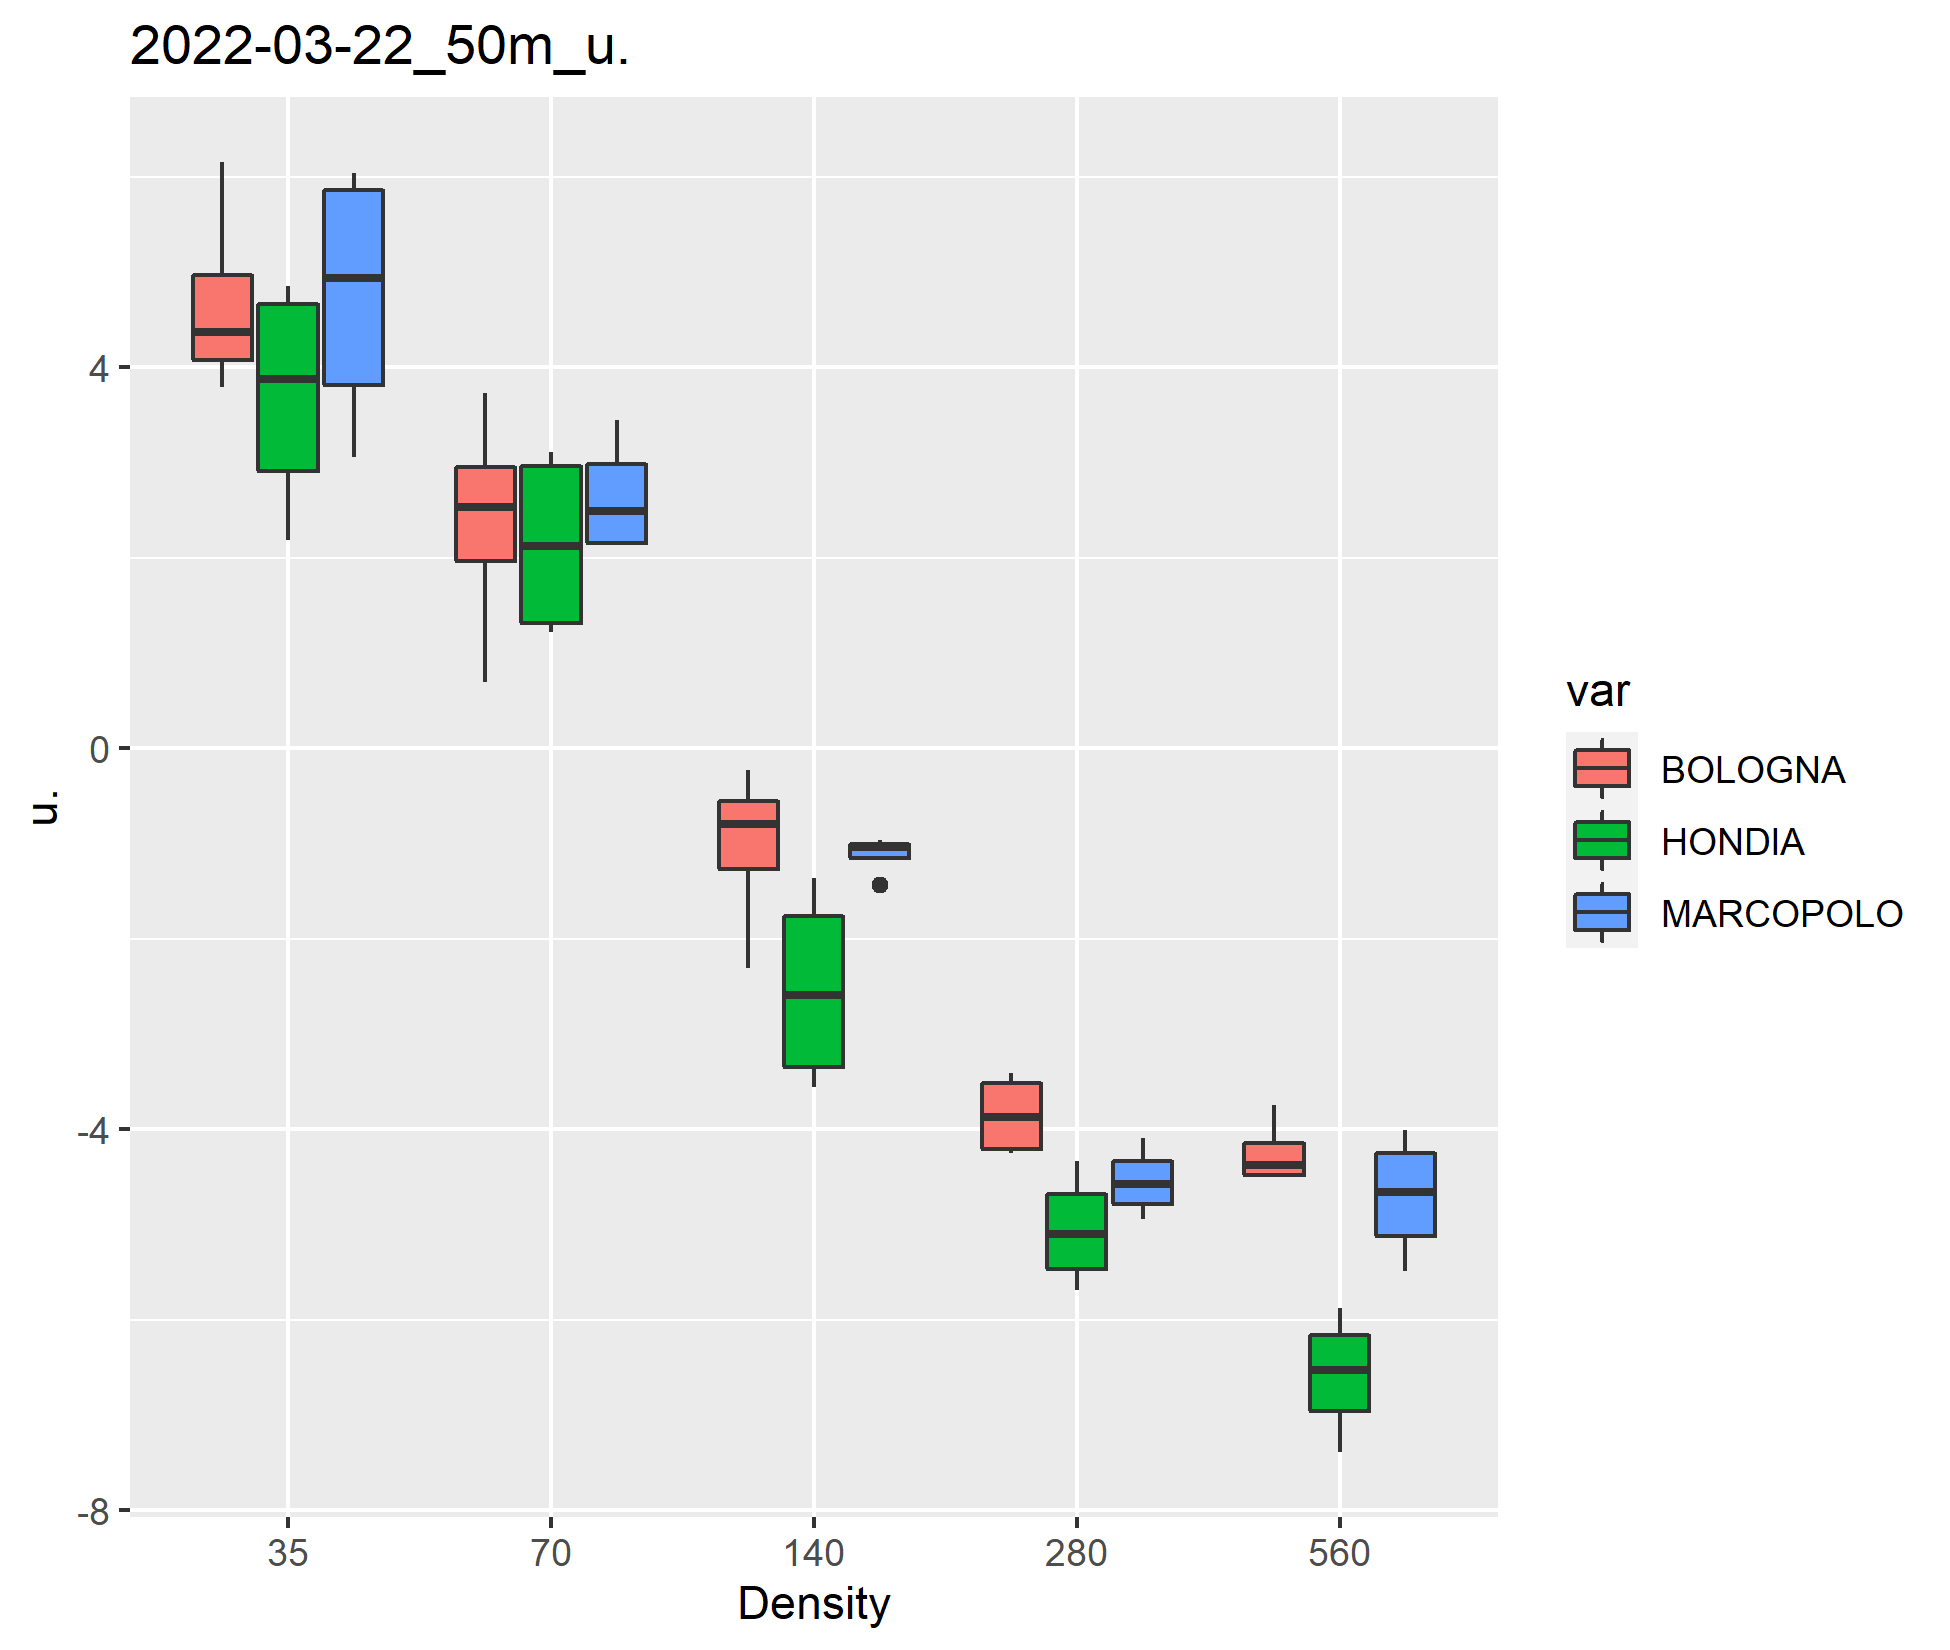 2022-03-22_50m_u.
4
0
-4
-8
u.
35 70 140 280 560
Density
var
BOLOGNA
HONDIA
MARCOPOLO